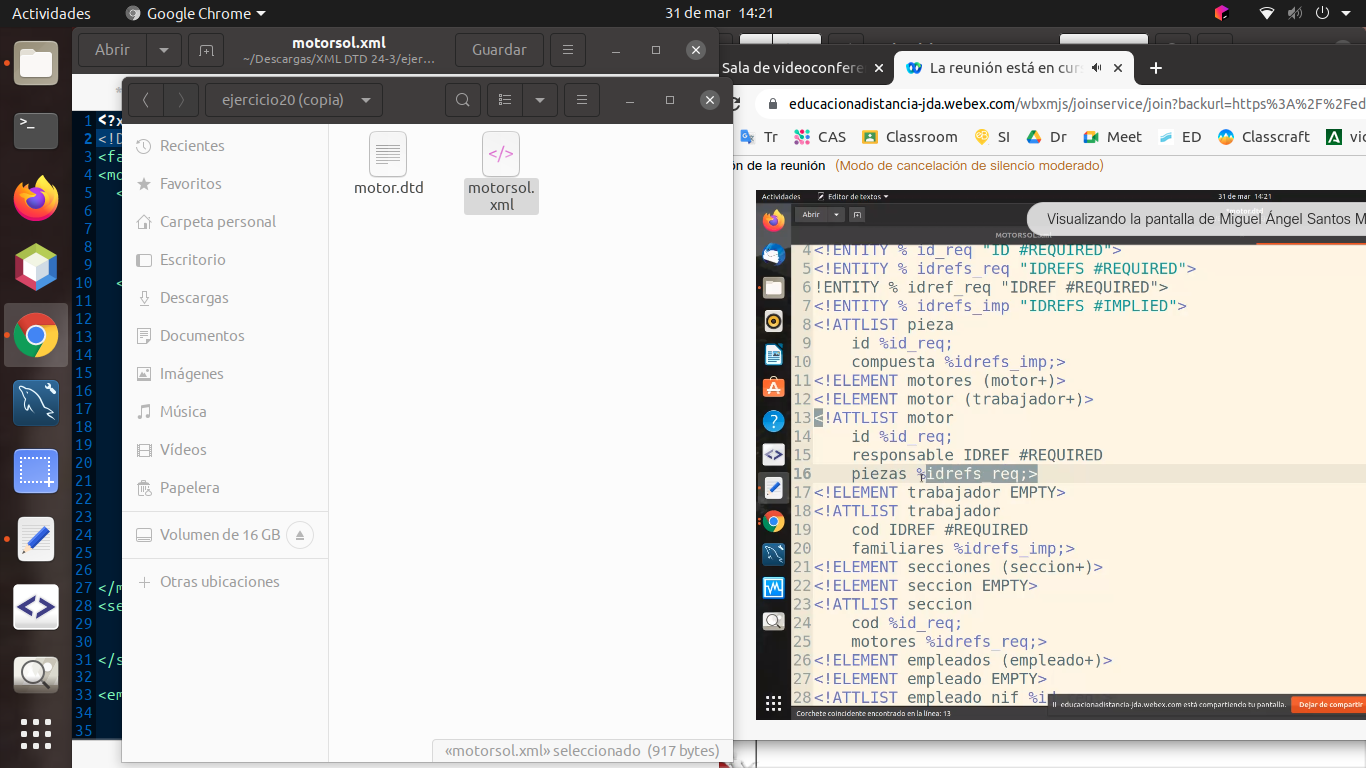 Actividades
Google Chrome
31 de mar 14:21
Abrir
motorsol.xml
~/Descargas/XML DTD 24-3/ejer…
Guardar
ejercicio20 (copia)
Recientes
Favoritos
Carpeta personal
Escritorio
Descargas
Documentos
Imágenes
Música
Vídeos
Papelera
Volumen de 16 GB
Otras ubicaciones
motor.dtd
motorsol.
xml
«motorsol.xml» seleccionado (917 bytes)
1 <?x
2 <!D
3 <fa
4 <mo
5 <
6
7
8
9
10 <
11
12
13
14
15
16
17
18
19
20
21
22
23
24
25
26
27 </m
28 <se
29
30
31 </s
32
33 <em
34
35
Sala de videoconfere
La reunión está en cur
educacionadistancia-jda.webex.com/wbxmjs/joinservice/join?backurl=https%3A%2F%2Fed
Tr
CAS
Classroom
SI
Dr
Meet
ED
Classcraft
vic
ón de la reunión (Modo de cancelación de silencio moderado)
Actividades
Editor de textos
31 de mar 14:21
Abrir
Visualizando la pantalla de Miguel Ángel Santos M
MOTORSOL.XML
4 <!ENTITY % id_req "ID #REQUIRED">
5 <!ENTITY % idrefs_req "IDREFS #REQUIRED">
6 !ENTITY % idref_req "IDREF #REQUIRED">
7 <!ENTITY % idrefs_imp "IDREFS #IMPLIED">
8 <!ATTLIST pieza
9 id %id_req;
10 compuesta %idrefs_imp;>
11 <!ELEMENT motores (motor+)>
12 <!ELEMENT motor (trabajador+)>
13 <!ATTLIST motor
14 id %id_req;
15 responsable IDREF #REQUIRED
16 piezas %idrefs_req;>
17 <!ELEMENT trabajador EMPTY>
18 <!ATTLIST trabajador
19 cod IDREF #REQUIRED
20 familiares %idrefs_imp;>
21 <!ELEMENT secciones (seccion+)>
22 <!ELEMENT seccion EMPTY>
23 <!ATTLIST seccion
24 cod %id_req;
25 motores %idrefs_req;>
26 <!ELEMENT empleados (empleado+)>
27 <!ELEMENT empleado EMPTY>
28 <!ATTLIST empleado nif %id
educacionadistancia-jda.webex.com está compartiendo tu pantalla.
Dejar de compartir
Corchete coincidente encontrado en la línea: 13